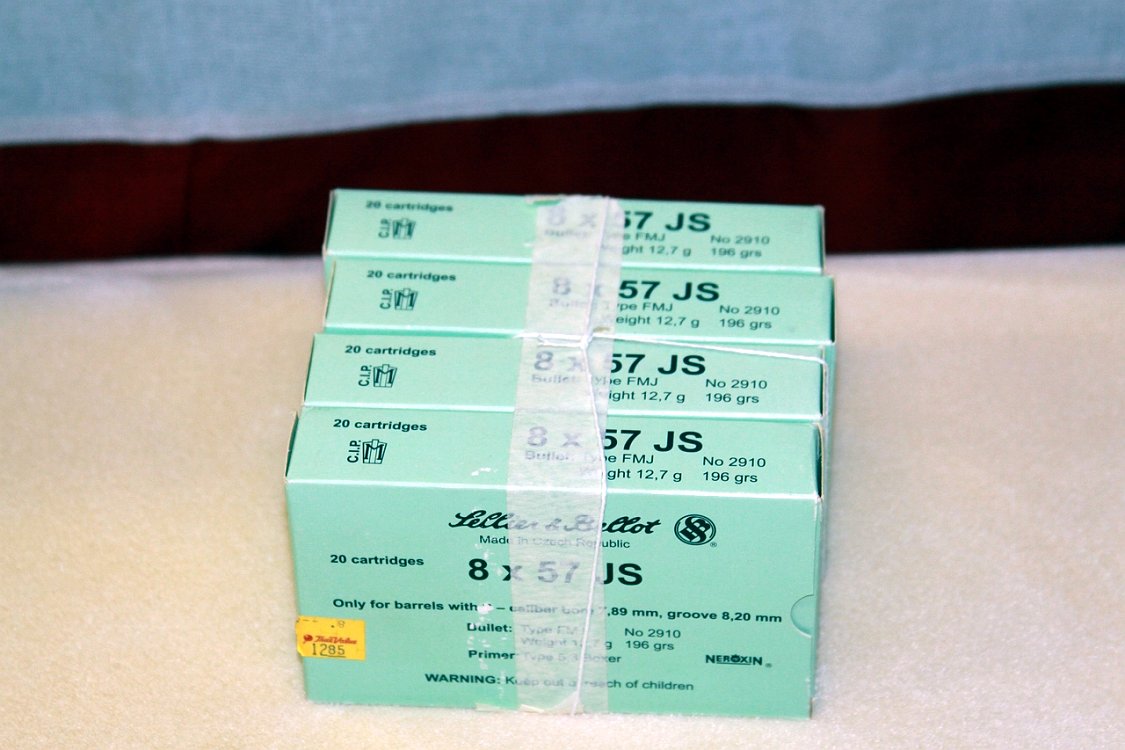 20 cartridges
8 x 57 JS
C.I.P.
Bullet: Type FMJ No 2910
Weight 12,7 g 196 grs
20 cartridges
8 x 57 JS
C.I.P.
Bullet: Type FMJ No 2910
Weight 12,7 g 196 grs
20 cartridges
8 x 57 JS
C.I.P.
Bullet: Type FMJ No 2910
Weight 12,7 g 196 grs
20 cartridges
8 x 57 JS
C.I.P.
Bullet: Type FMJ No 2910
Weight 12,7 g 196 grs
Sellier & Bellot
Made in Czech Republic
20 cartridges
8 x 57 JS
Only for barrels with – caliber bore 7,89 mm, groove 8,20 mm
Bullet: Type FMJ No 2910
Weight 12,7 g 196 grs
Primer: Type Boxer
NEROXIN
WARNING: Keep out of reach of children
True Value
1285